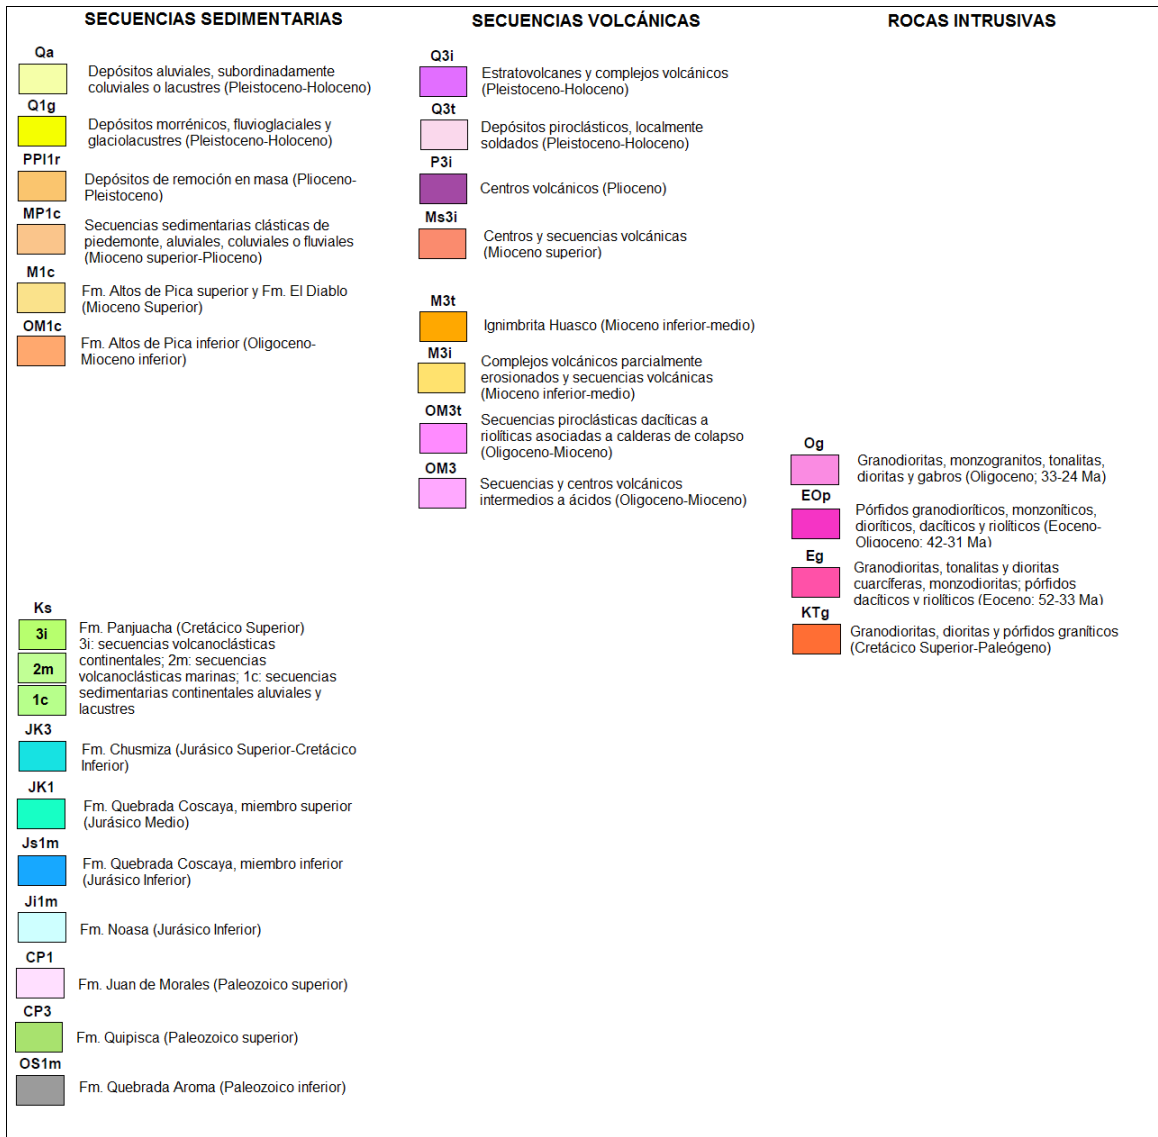 SECUENCIAS SEDIMENTARIAS
Qa
Depósitos aluviales, subordinadamente
coluviales o lacustres (Pleistoceno-Holoceno)
Q1g
Depósitos morrénicos, fluvioglaciales y
glaciolacustres (Pleistoceno-Holoceno)
PPl1r
Depósitos de remoción en masa (Plioceno-
Pleistoceno)
MP1c
Secuencias sedimentarias clásticas de
piedemonte, aluviales, coluviales o fluviales
(Mioceno superior-Plioceno)
M1c
Fm. Altos de Pica superior y Fm. El Diablo
(Mioceno Superior)
OM1c
Fm. Altos de Pica inferior (Oligoceno-
Mioceno inferior)
Ks
3i
2m
1c
Fm. Panjuacha (Cretácico Superior)
3i: secuencias volcanoclásticas
continentales; 2m: secuencias
volcanoclásticas marinas; 1c: secuencias
sedimentarias continentales aluviales y
lacustres
JK3
Fm. Chusmiza (Jurásico Superior-Cretácico
Inferior)
JK1
Fm. Quebrada Coscaya, miembro superior
(Jurásico Medio)
Js1m
Fm. Quebrada Coscaya, miembro inferior
(Jurásico Inferior)
Ji1m
Fm. Noasa (Jurásico Inferior)
CP1
Fm. Juan de Morales (Paleozoico superior)
CP3
Fm. Quipisca (Paleozoico superior)
OS1m
Fm. Quebrada Aroma (Paleozoico inferior)
SECUENCIAS VOLCÁNICAS
Q3i
Estratovolcanes y complejos volcánicos
(Pleistoceno-Holoceno)
Q3t
Depósitos piroclásticos, localmente
soldados (Pleistoceno-Holoceno)
P3i
Centros volcánicos (Plioceno)
Ms3i
Centros y secuencias volcánicas
(Mioceno superior)
M3t
Ignimbrita Huasco (Mioceno inferior-medio)
M3i
Complejos volcánicos parcialmente
erosionados y secuencias volcánicas
(Mioceno inferior-medio)
OM3t
Secuencias piroclásticas dacíticas a
riolíticas asociadas a calderas de colapso
(Oligoceno-Mioceno)
OM3
Secuencias y centros volcánicos
intermedios a ácidos (Oligoceno-Mioceno)
ROCAS INTRUSIVAS
Og
Granodioritas, monzogranitos, tonalitas,
dioritas y gabros (Oligoceno; 33-24 Ma)
EOp
Pórfidos granodioríticos, monzoníticos,
dioríticos, dacíticos y riolíticos (Eoceno-
Oligoceno; 42-31 Ma)
Eg
Granodioritas, tonalitas y dioritas
cuarcíferas, monzodioritas; pórfidos
dacíticos y riolíticos (Eoceno; 52-33 Ma)
KTg
Granodioritas, dioritas y pórfidos graníticos
(Cretácico Superior-Paleógeno)